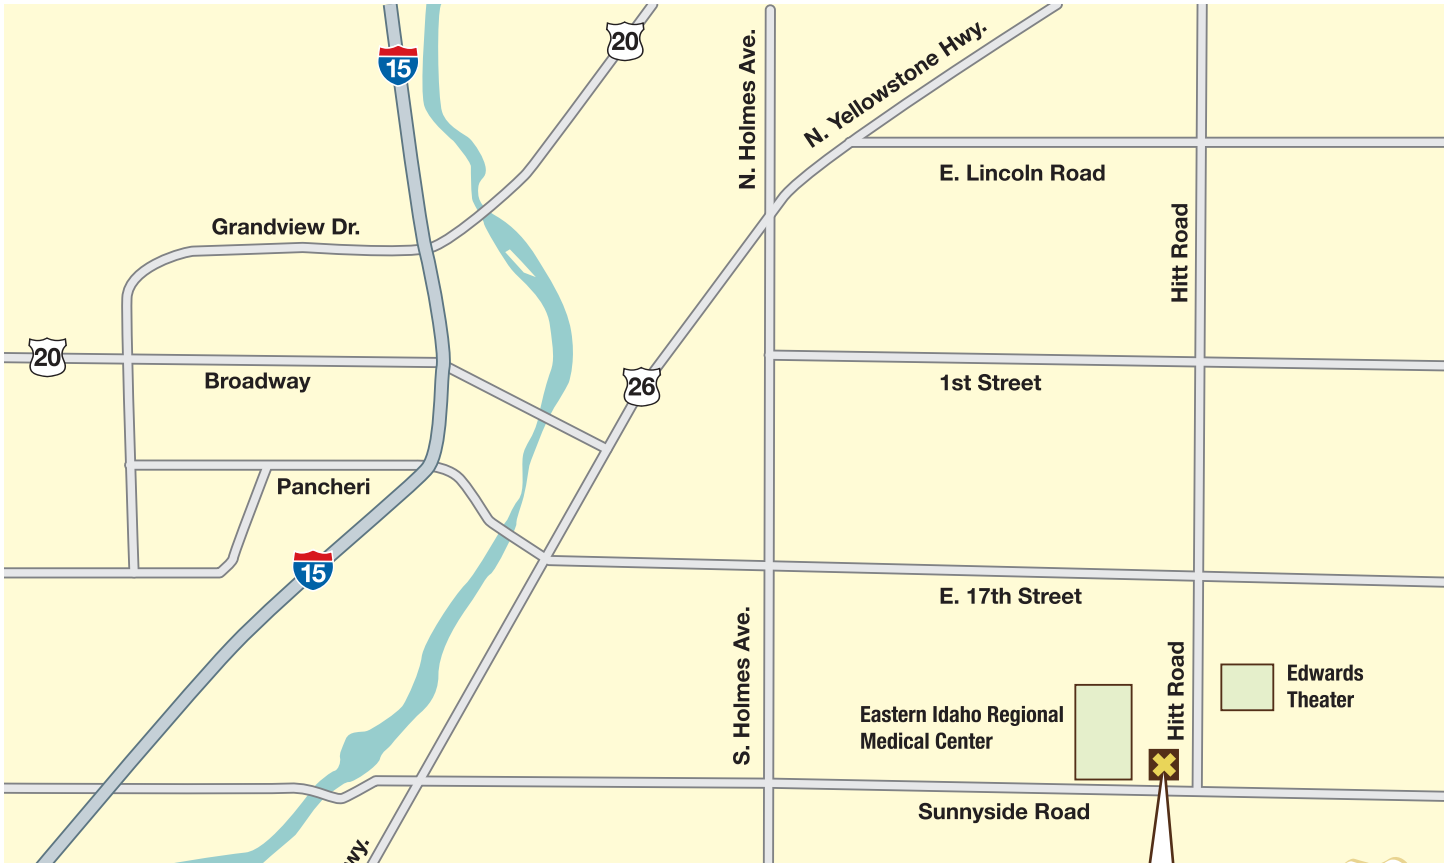 20
15
N. Holmes Ave.
N. Yellowstone Hwy.
E. Lincoln Road
Grandview Dr.
Hitt Road
20
Broadway
26
1st Street
Pancheri
15
E. 17th Street
S. Holmes Ave.
Hitt Road
Edwards
Theater
Eastern Idaho Regional
Medical Center
Sunnyside Road
wy.